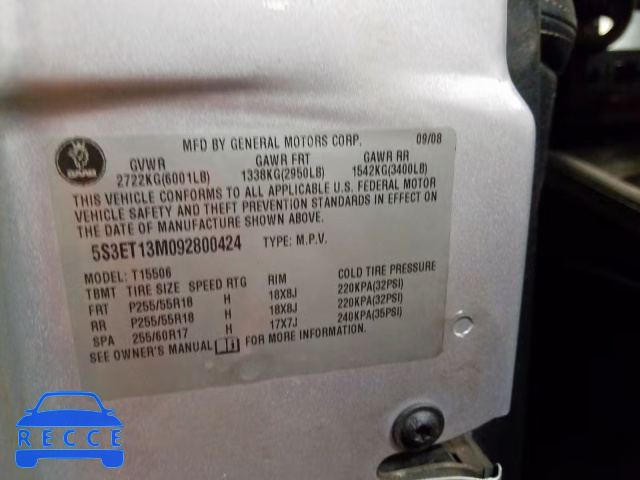 MFD BY GENERAL MOTORS CORP. 09/08
SAAB
GVWR GAWR FRT GAWR RR
2722KG(6001LB) 1338KG(2950LB) 1542KG(3400LB)
THIS VEHICLE CONFORMS TO ALL APPLICABLE U.S. FEDERAL MOTOR
VEHICLE SAFETY AND THEFT PREVENTION STANDARDS IN EFFECT ON
THE DATE OF MANUFACTURE SHOWN ABOVE.
5S3ET13M092800424 TYPE: M.P.V.
MODEL: T15506
TBMT TIRE SIZE SPEED RTG RIM COLD TIRE PRESSURE
FRT P255/55R18 H 18X8J 220KPA(32PSI)
RR P255/55R18 H 18X8J 220KPA(32PSI)
SPA 255/60R17 H 17X7J 240KPA(35PSI)
SEE OWNER'S MANUAL FOR MORE INFORMATION.
RECCE